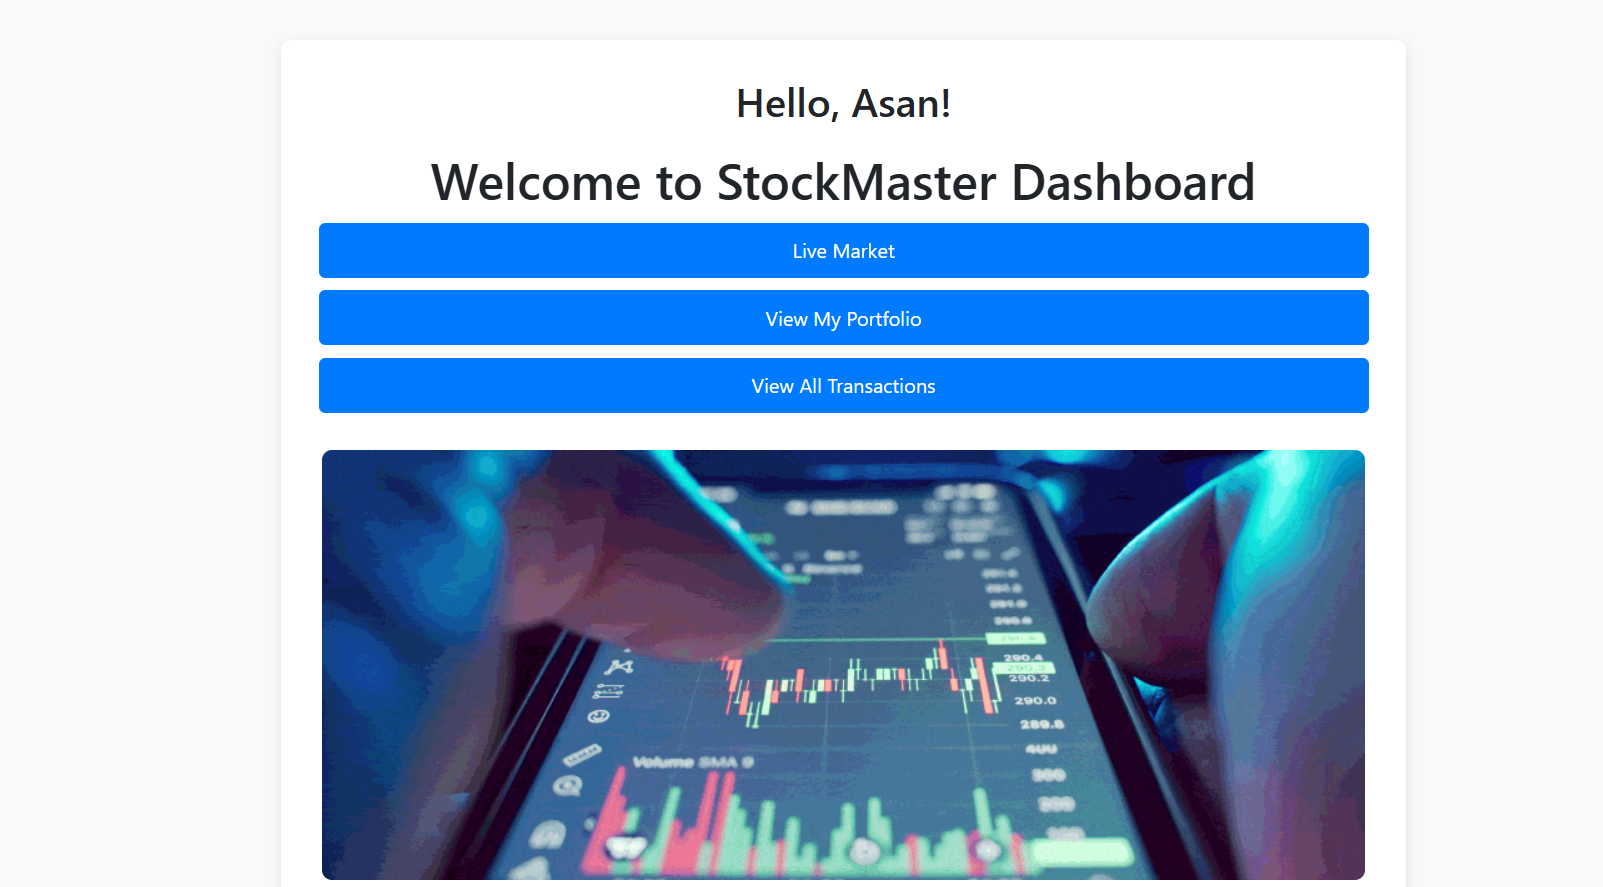 Hello, Asan!
Welcome to StockMaster Dashboard
Live Market
View My Portfolio
View All Transactions
290.4
290.2
290.0
289.8
Volume SMA 9